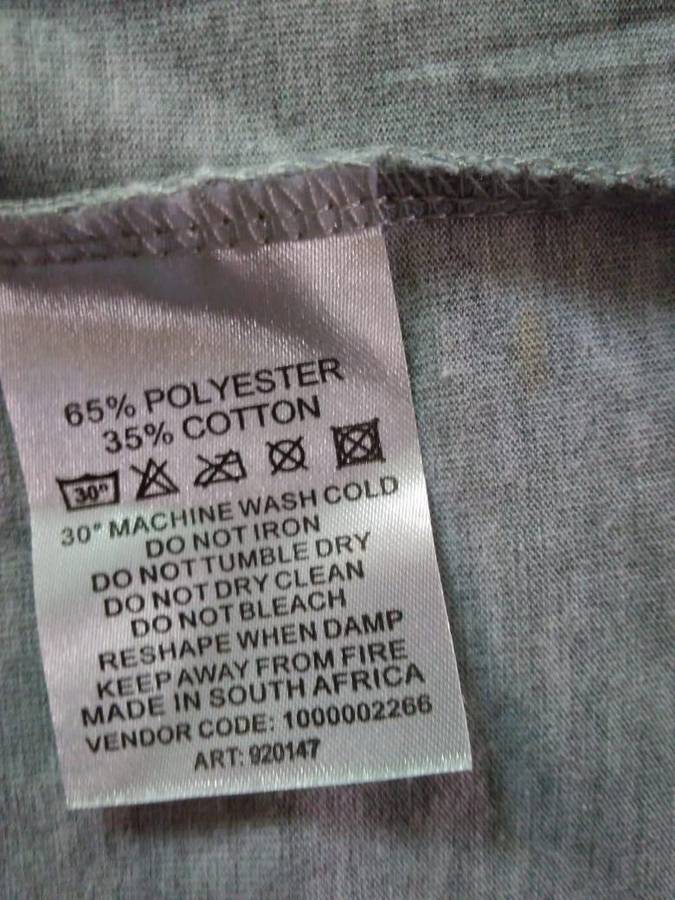 65% POLYESTER
35% COTTON
30°
30° MACHINE WASH COLD
DO NOT IRON
DO NOT TUMBLE DRY
DO NOT DRY CLEAN
DO NOT BLEACH
RESHAPE WHEN DAMP
KEEP AWAY FROM FIRE
MADE IN SOUTH AFRICA
VENDOR CODE: 1000002266
ART: 920147